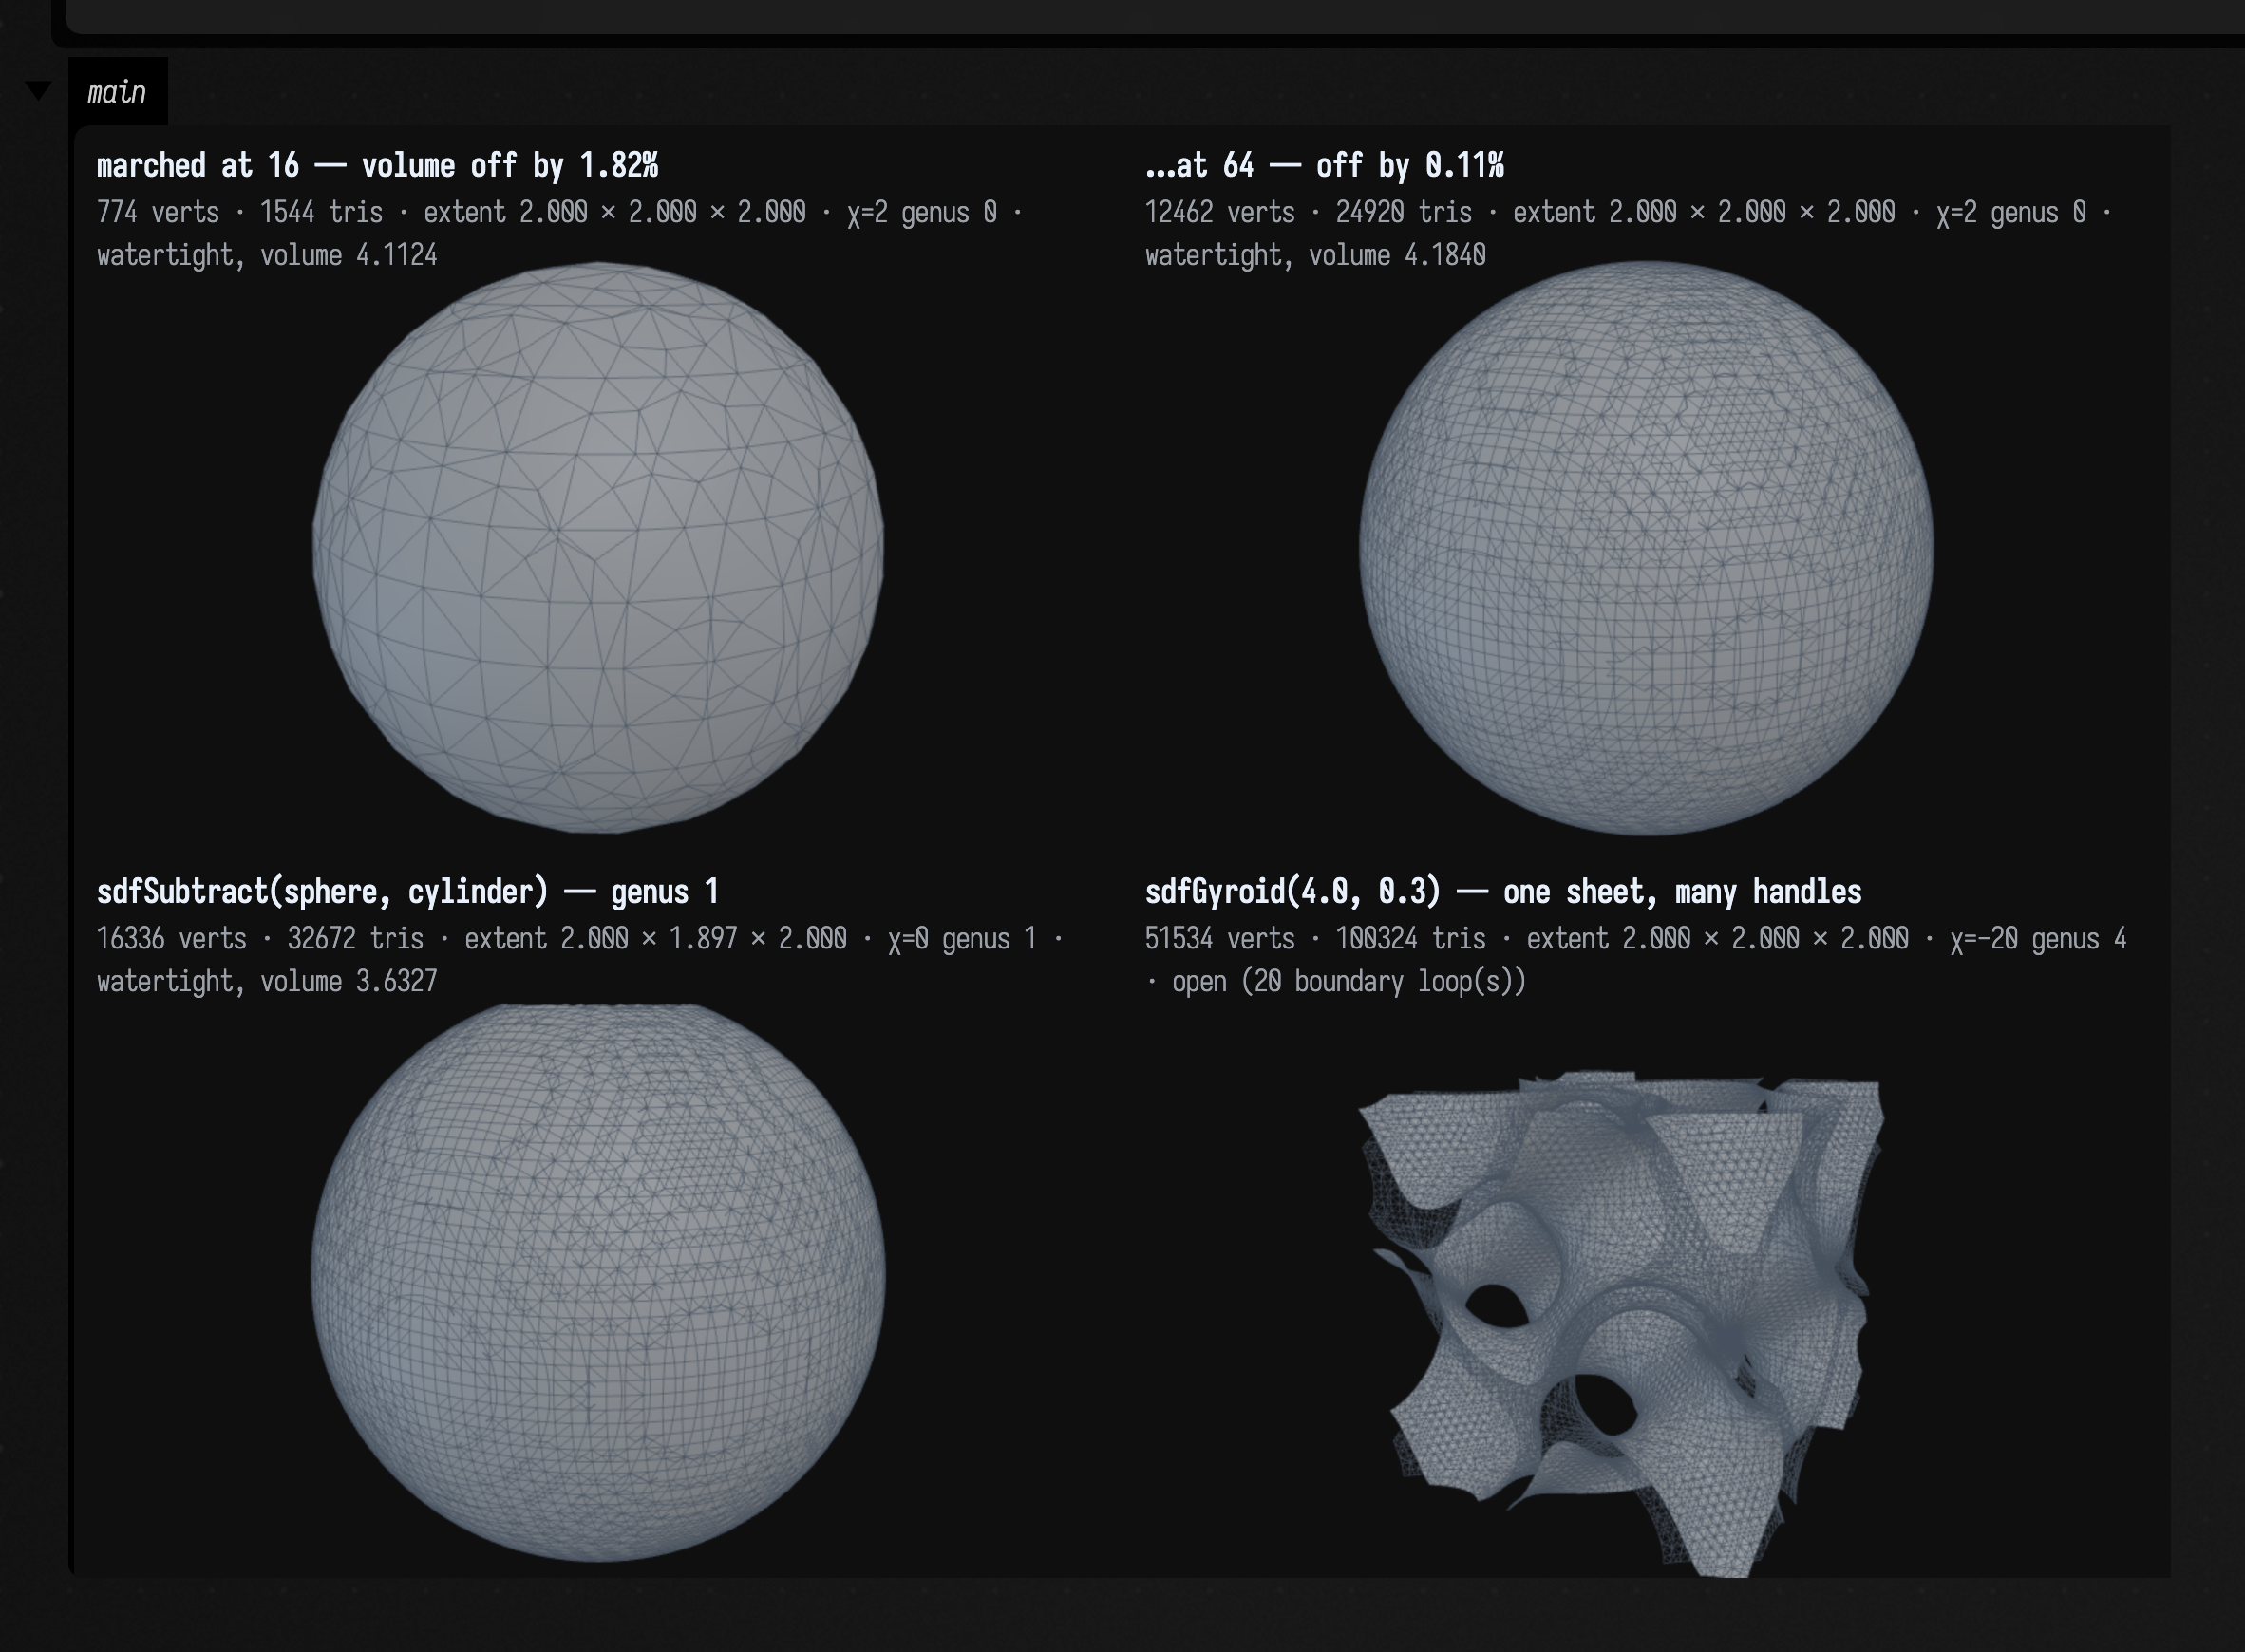 main
marched at 16 — volume off by 1.82%
774 verts · 1544 tris · extent 2.000 × 2.000 × 2.000 · χ=2 genus 0 ·
watertight, volume 4.1124
…at 64 — off by 0.11%
12462 verts · 24920 tris · extent 2.000 × 2.000 × 2.000 · χ=2 genus 0 ·
watertight, volume 4.1840
sdfSubtract(sphere, cylinder) — genus 1
16336 verts · 32672 tris · extent 2.000 × 1.897 × 2.000 · χ=0 genus 1 ·
watertight, volume 3.6327
sdfGyroid(4.0, 0.3) — one sheet, many handles
51534 verts · 100324 tris · extent 2.000 × 2.000 × 2.000 · χ=−20 genus 4
· open (20 boundary loop(s))